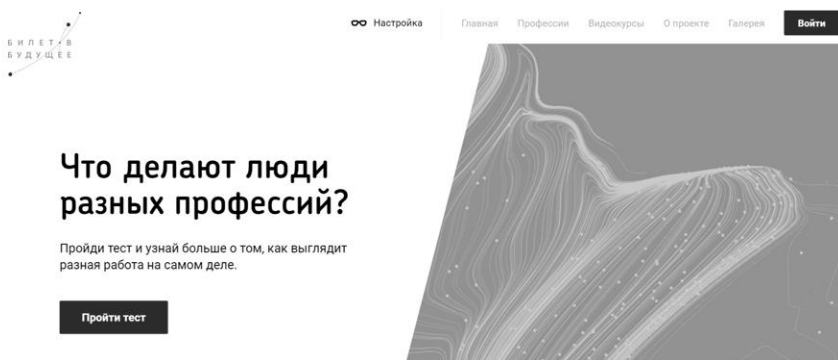 БИЛЕТ В
БУДУЩЕЕ
Настройка Главная Профессии Видеокурсы О проекте Галерея Войти
Что делают люди
разных профессий?
Пройди тест и узнай больше о том, как выглядит
разная работа на самом деле.
Пройти тест